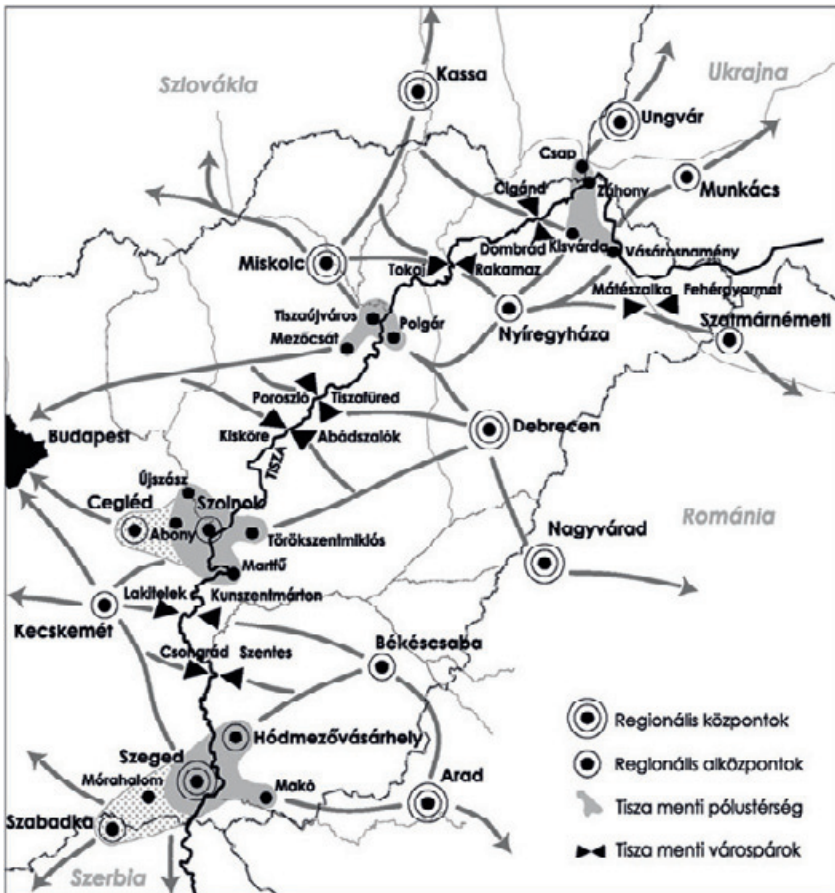 Szlovákia
Kassa
Ukrajna
Ungvár
Csap
Záhony
Munkács
Cigánd
Dombrád
Kisvárda
Vásárosnamény
Miskolc
Tokaj
Rakamaz
Mátészalka
Fehérgyarmat
Tiszaújváros
Polgár
Nyíregyháza
Szatmárnémeti
Mezőcsát
Poroszló
Tiszafüred
Budapest
Kisköre
Abádszalók
Debrecen
TISZA
Újszász
Cegléd
Szolnok
Abony
Törökszentmiklós
Nagyvárad
Románia
Martfű
Lakitelek
Kunszentmárton
Kecskemét
Békéscsaba
Csongrád
Szentes
Hódmezővásárhely
Szeged
Mórahalom
Makó
Arad
Szabadka
Szerbia
Regionális központok
Regionális alközpontok
Tisza menti pólustérség
Tisza menti várospárok